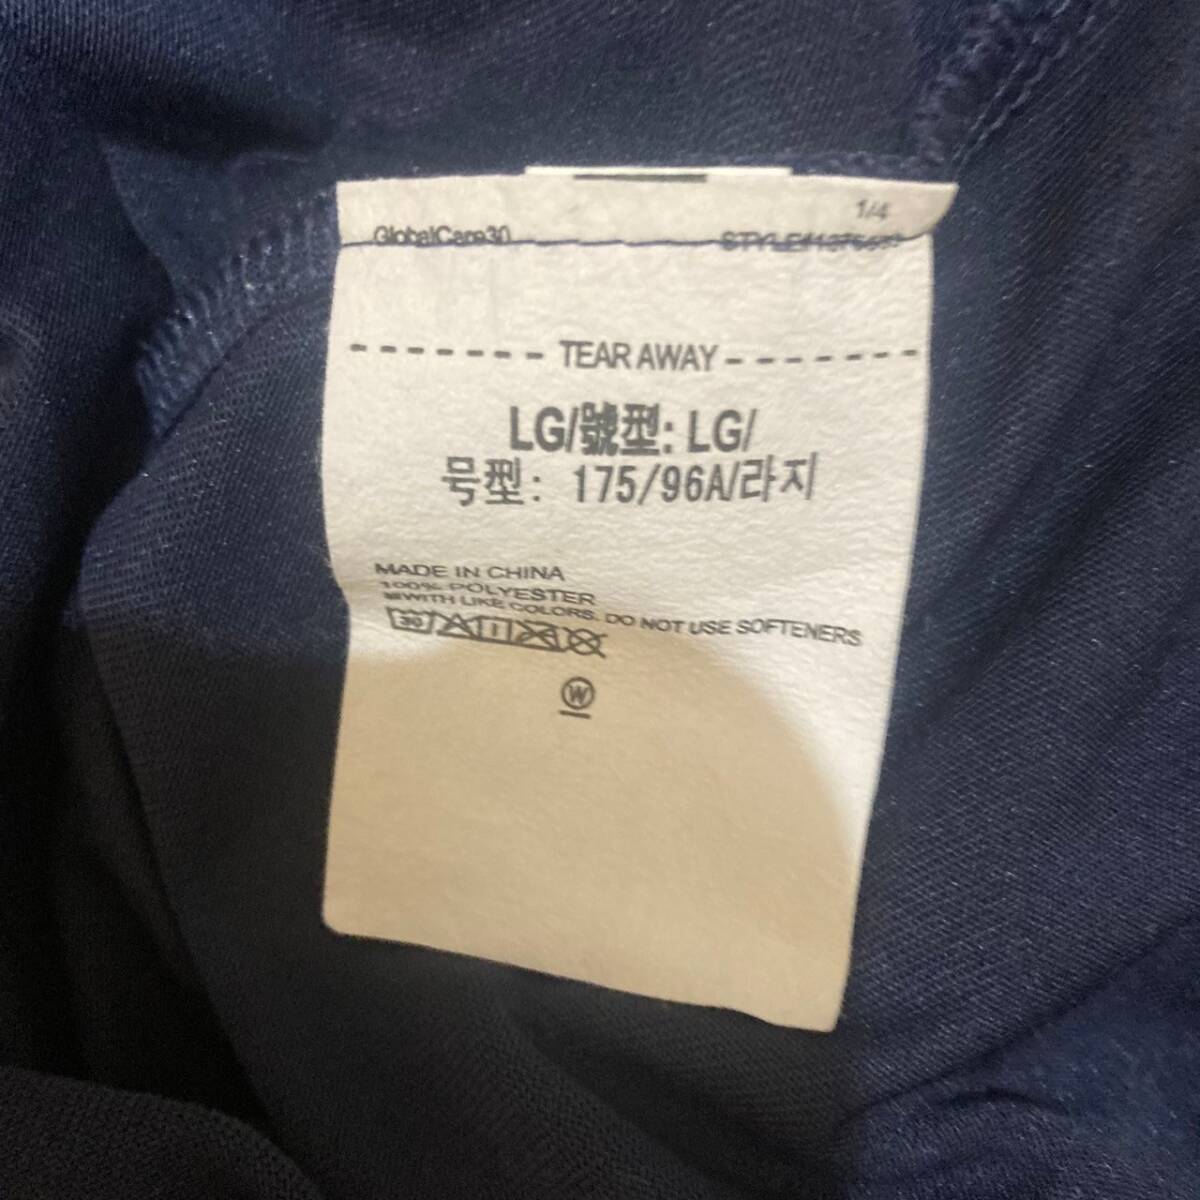 1/4
GlobalCare30
TEAR AWAY
LG/號型: LG/
号型: 175/96A/라지
MADE IN CHINA
100% POLYESTER
WITH LIKE COLORS. DO NOT USE SOFTENERS
30
W